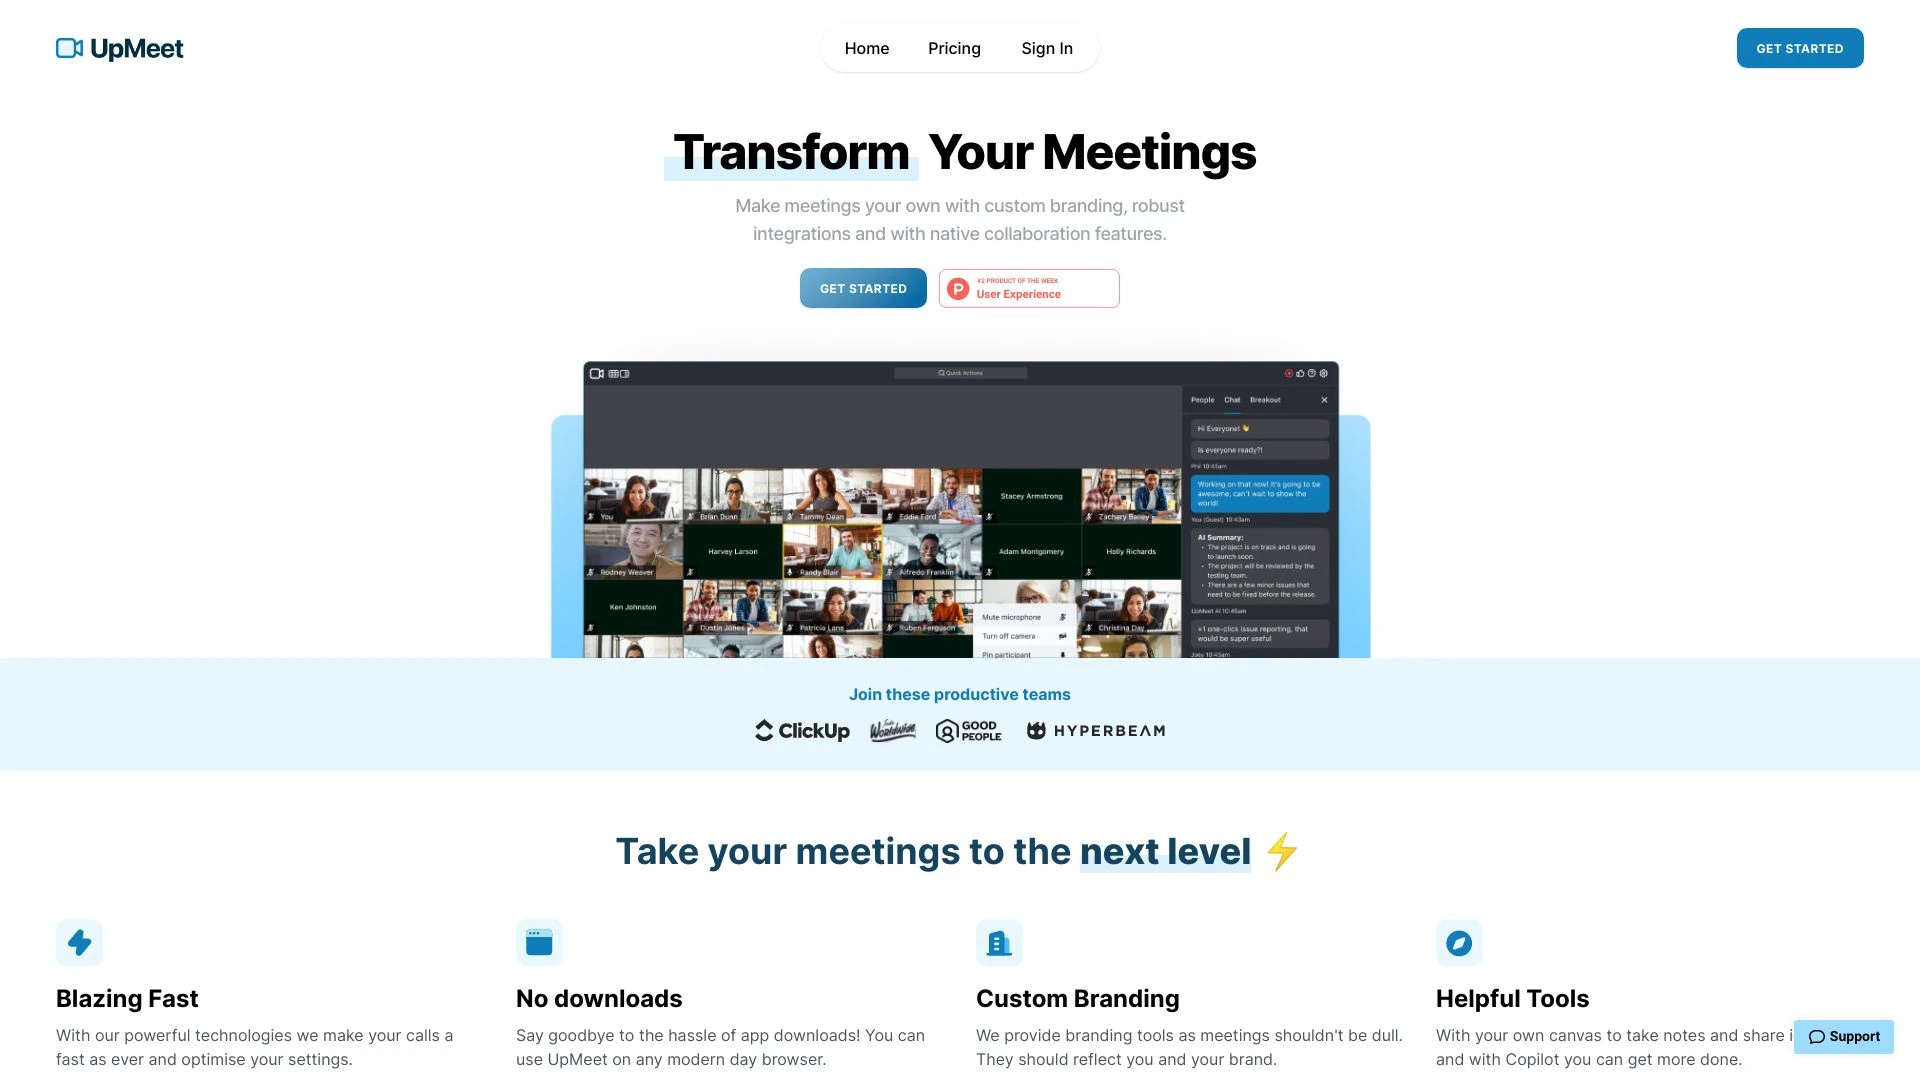 UpMeet
Home
Pricing
Sign In
GET STARTED
Transform Your Meetings
Make meetings your own with custom branding, robust
integrations and with native collaboration features.
GET STARTED
#2 PRODUCT OF THE WEEK
User Experience
Quick Actions
People
Chat
Breakout
Hi Everyone! 👋
Is everyone ready?!
Phil 10:45am
Working on that now! It's going to be
awesome, can't wait to show the
world!
You (Guest) 10:43am
AI Summary:
• The project is on track and is going
to launch soon.
• The project will be reviewed by the
testing team.
• There are a few minor issues that
need to be fixed before the release.
UpMeet AI 10:45am
+1 one-click issue reporting, that
would be super useful
Joey 10:45am
You
Brian Dunn
Tammy Dean
Eddie Ford
Stacey Armstrong
Zachary Bailey
Rodney Weaver
Harvey Larson
Randy Blair
Alfredo Franklin
Adam Montgomery
Holly Richards
Ken Johnston
Dustin Jones
Patricia Lane
Ruben Ferguson
Christina Day
Mute microphone
Turn off camera
Pin participant
Join these productive teams
ClickUp
Indie
Worldwide
GOOD
PEOPLE
HYPERBEAM
Take your meetings to the next level ⚡
Blazing Fast
With our powerful technologies we make your calls a
fast as ever and optimise your settings.
No downloads
Say goodbye to the hassle of app downloads! You can
use UpMeet on any modern day browser.
Custom Branding
We provide branding tools as meetings shouldn't be dull.
They should reflect you and your brand.
Helpful Tools
With your own canvas to take notes and share
and with Copilot you can get more done.
Support